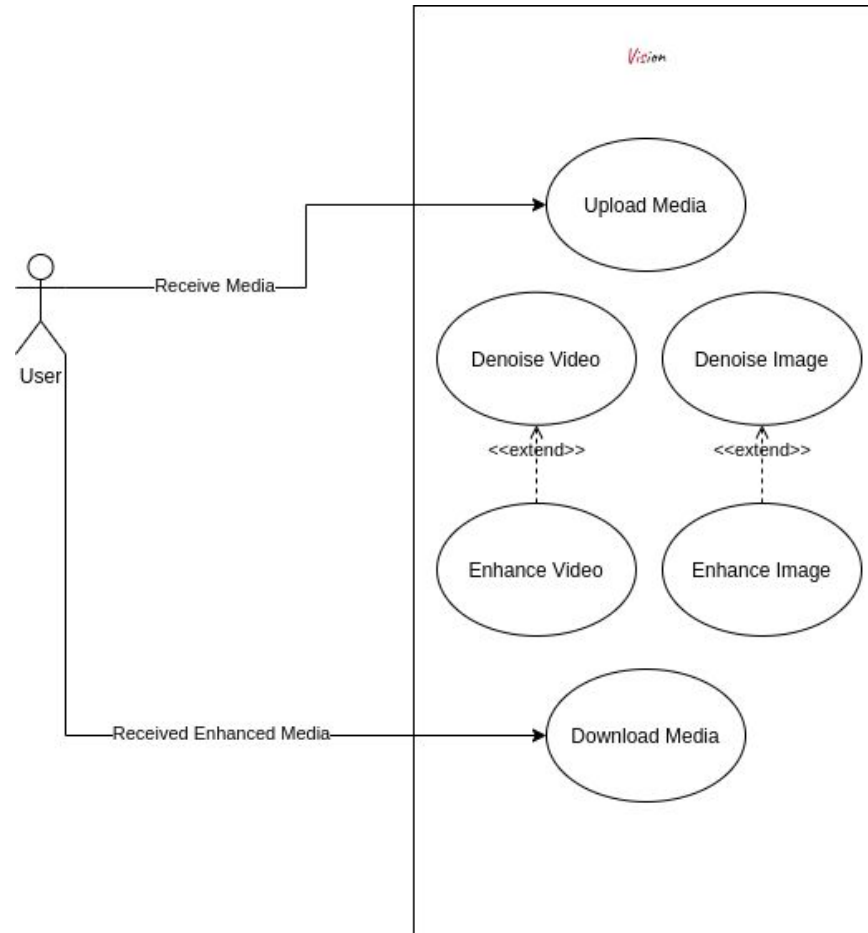 Vision
Upload Media
Receive Media
Denoise Video
Denoise Image
User
<<extend>>
<<extend>>
Enhance Video
Enhance Image
Received Enhanced Media
Download Media